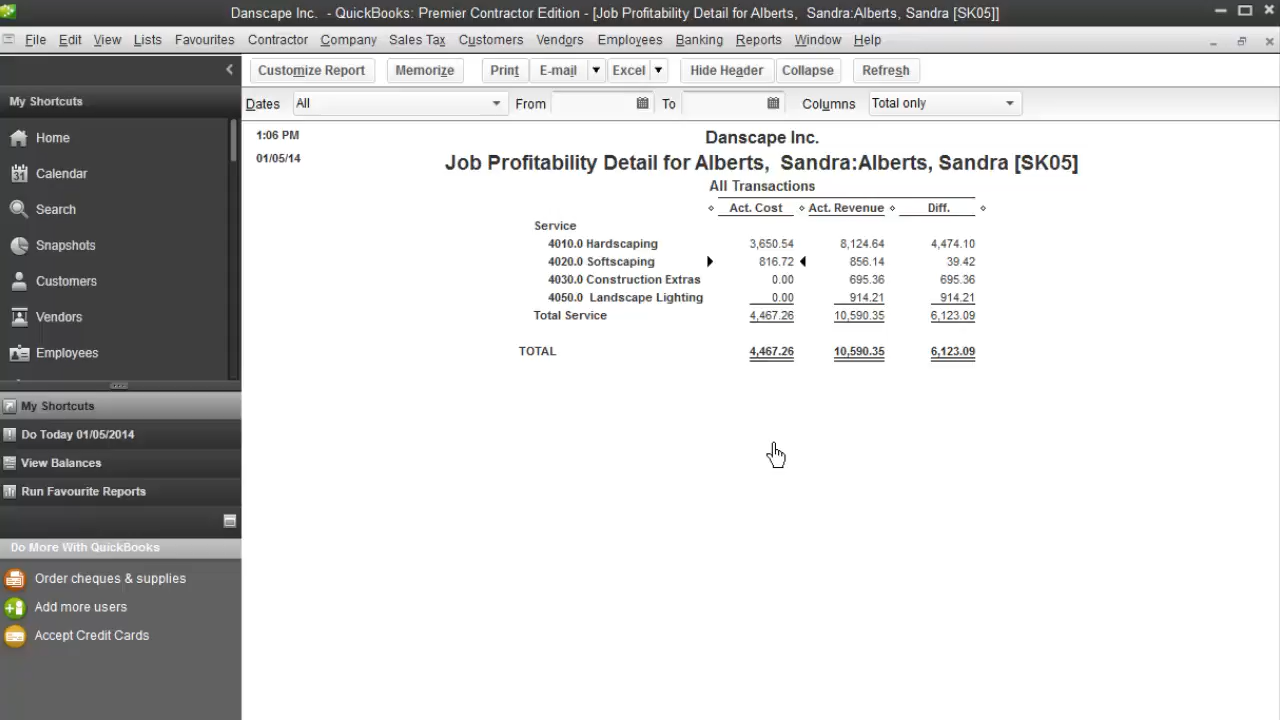 Danscape Inc. - QuickBooks: Premier Contractor Edition - [Job Profitability Detail for Alberts, Sandra:Alberts, Sandra [SK05]]
File Edit View Lists Favourites Contractor Company Sales Tax Customers Vendors Employees Banking Reports Window Help
Customize Report Memorize Print E-mail Excel Hide Header Collapse Refresh
My Shortcuts
Dates All From To Columns Total only
Home
Calendar
Search
Snapshots
Customers
Vendors
Employees
My Shortcuts
Do Today 01/05/2014
View Balances
Run Favourite Reports
Do More With QuickBooks
Order cheques & supplies
Add more users
Accept Credit Cards
1:06 PM
01/05/14
Danscape Inc.
Job Profitability Detail for Alberts, Sandra:Alberts, Sandra [SK05]
All Transactions
Act. Cost Act. Revenue Diff.
Service
4010.0 Hardscaping 3,650.54 8,124.64 4,474.10
4020.0 Softscaping 816.72 856.14 39.42
4030.0 Construction Extras 0.00 695.36 695.36
4050.0 Landscape Lighting 0.00 914.21 914.21
Total Service 4,467.26 10,590.35 6,123.09
TOTAL 4,467.26 10,590.35 6,123.09